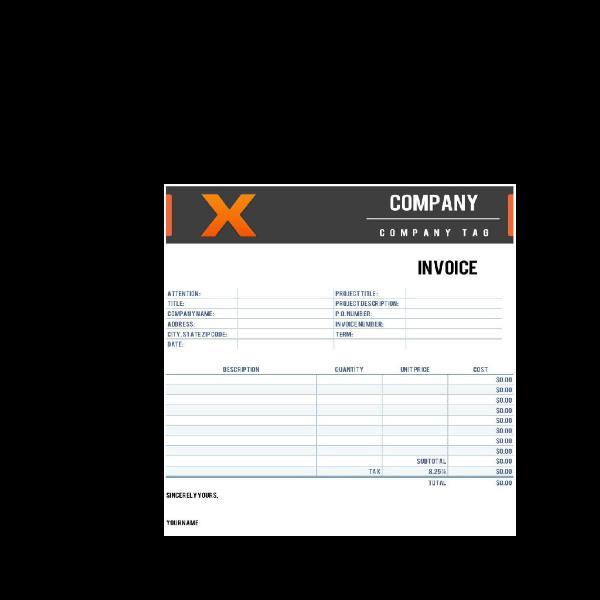 X
COMPANY
COMPANY TAG
INVOICE
ATTENTION: PROJECT TITLE:
TITLE: PROJECT DESCRIPTION:
COMPANY NAME: P.O. NUMBER:
ADDRESS: INVOICE NUMBER:
CITY, STATE ZIP CODE: TERM:
DATE:
DESCRIPTION QUANTITY UNIT PRICE COST
$0.00
$0.00
$0.00
$0.00
$0.00
$0.00
$0.00
$0.00
SUBTOTAL $0.00
TAX 8.25% $0.00
TOTAL $0.00
SINCERELY YOURS,
YOUR NAME